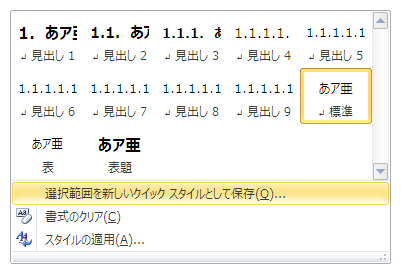 1. あア亜 1.1. あア 1.1.1. あ 1.1.1.1. 1.1.1.1.1
↲ 見出し 1 ↲ 見出し 2 ↲ 見出し 3 ↲ 見出し 4 ↲ 見出し 5
1.1.1.1.1 1.1.1.1.1 1.1.1.1.1 1.1.1.1.1 あア亜
↲ 見出し 6 ↲ 見出し 7 ↲ 見出し 8 ↲ 見出し 9 ↲ 標準
あア亜 あア亜
表 表題
選択範囲を新しいクイック スタイルとして保存(Q)...
書式のクリア(C)
スタイルの適用(A)...